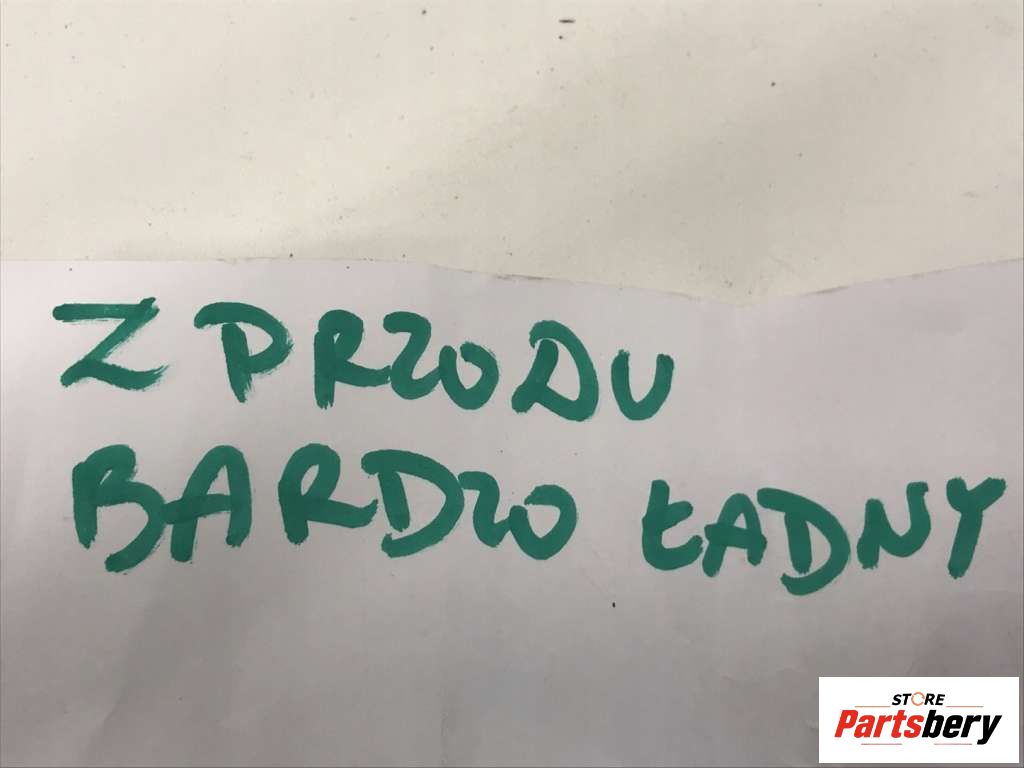 Z PRZODU
BARDZO ŁADNY
STORE
Partsbery